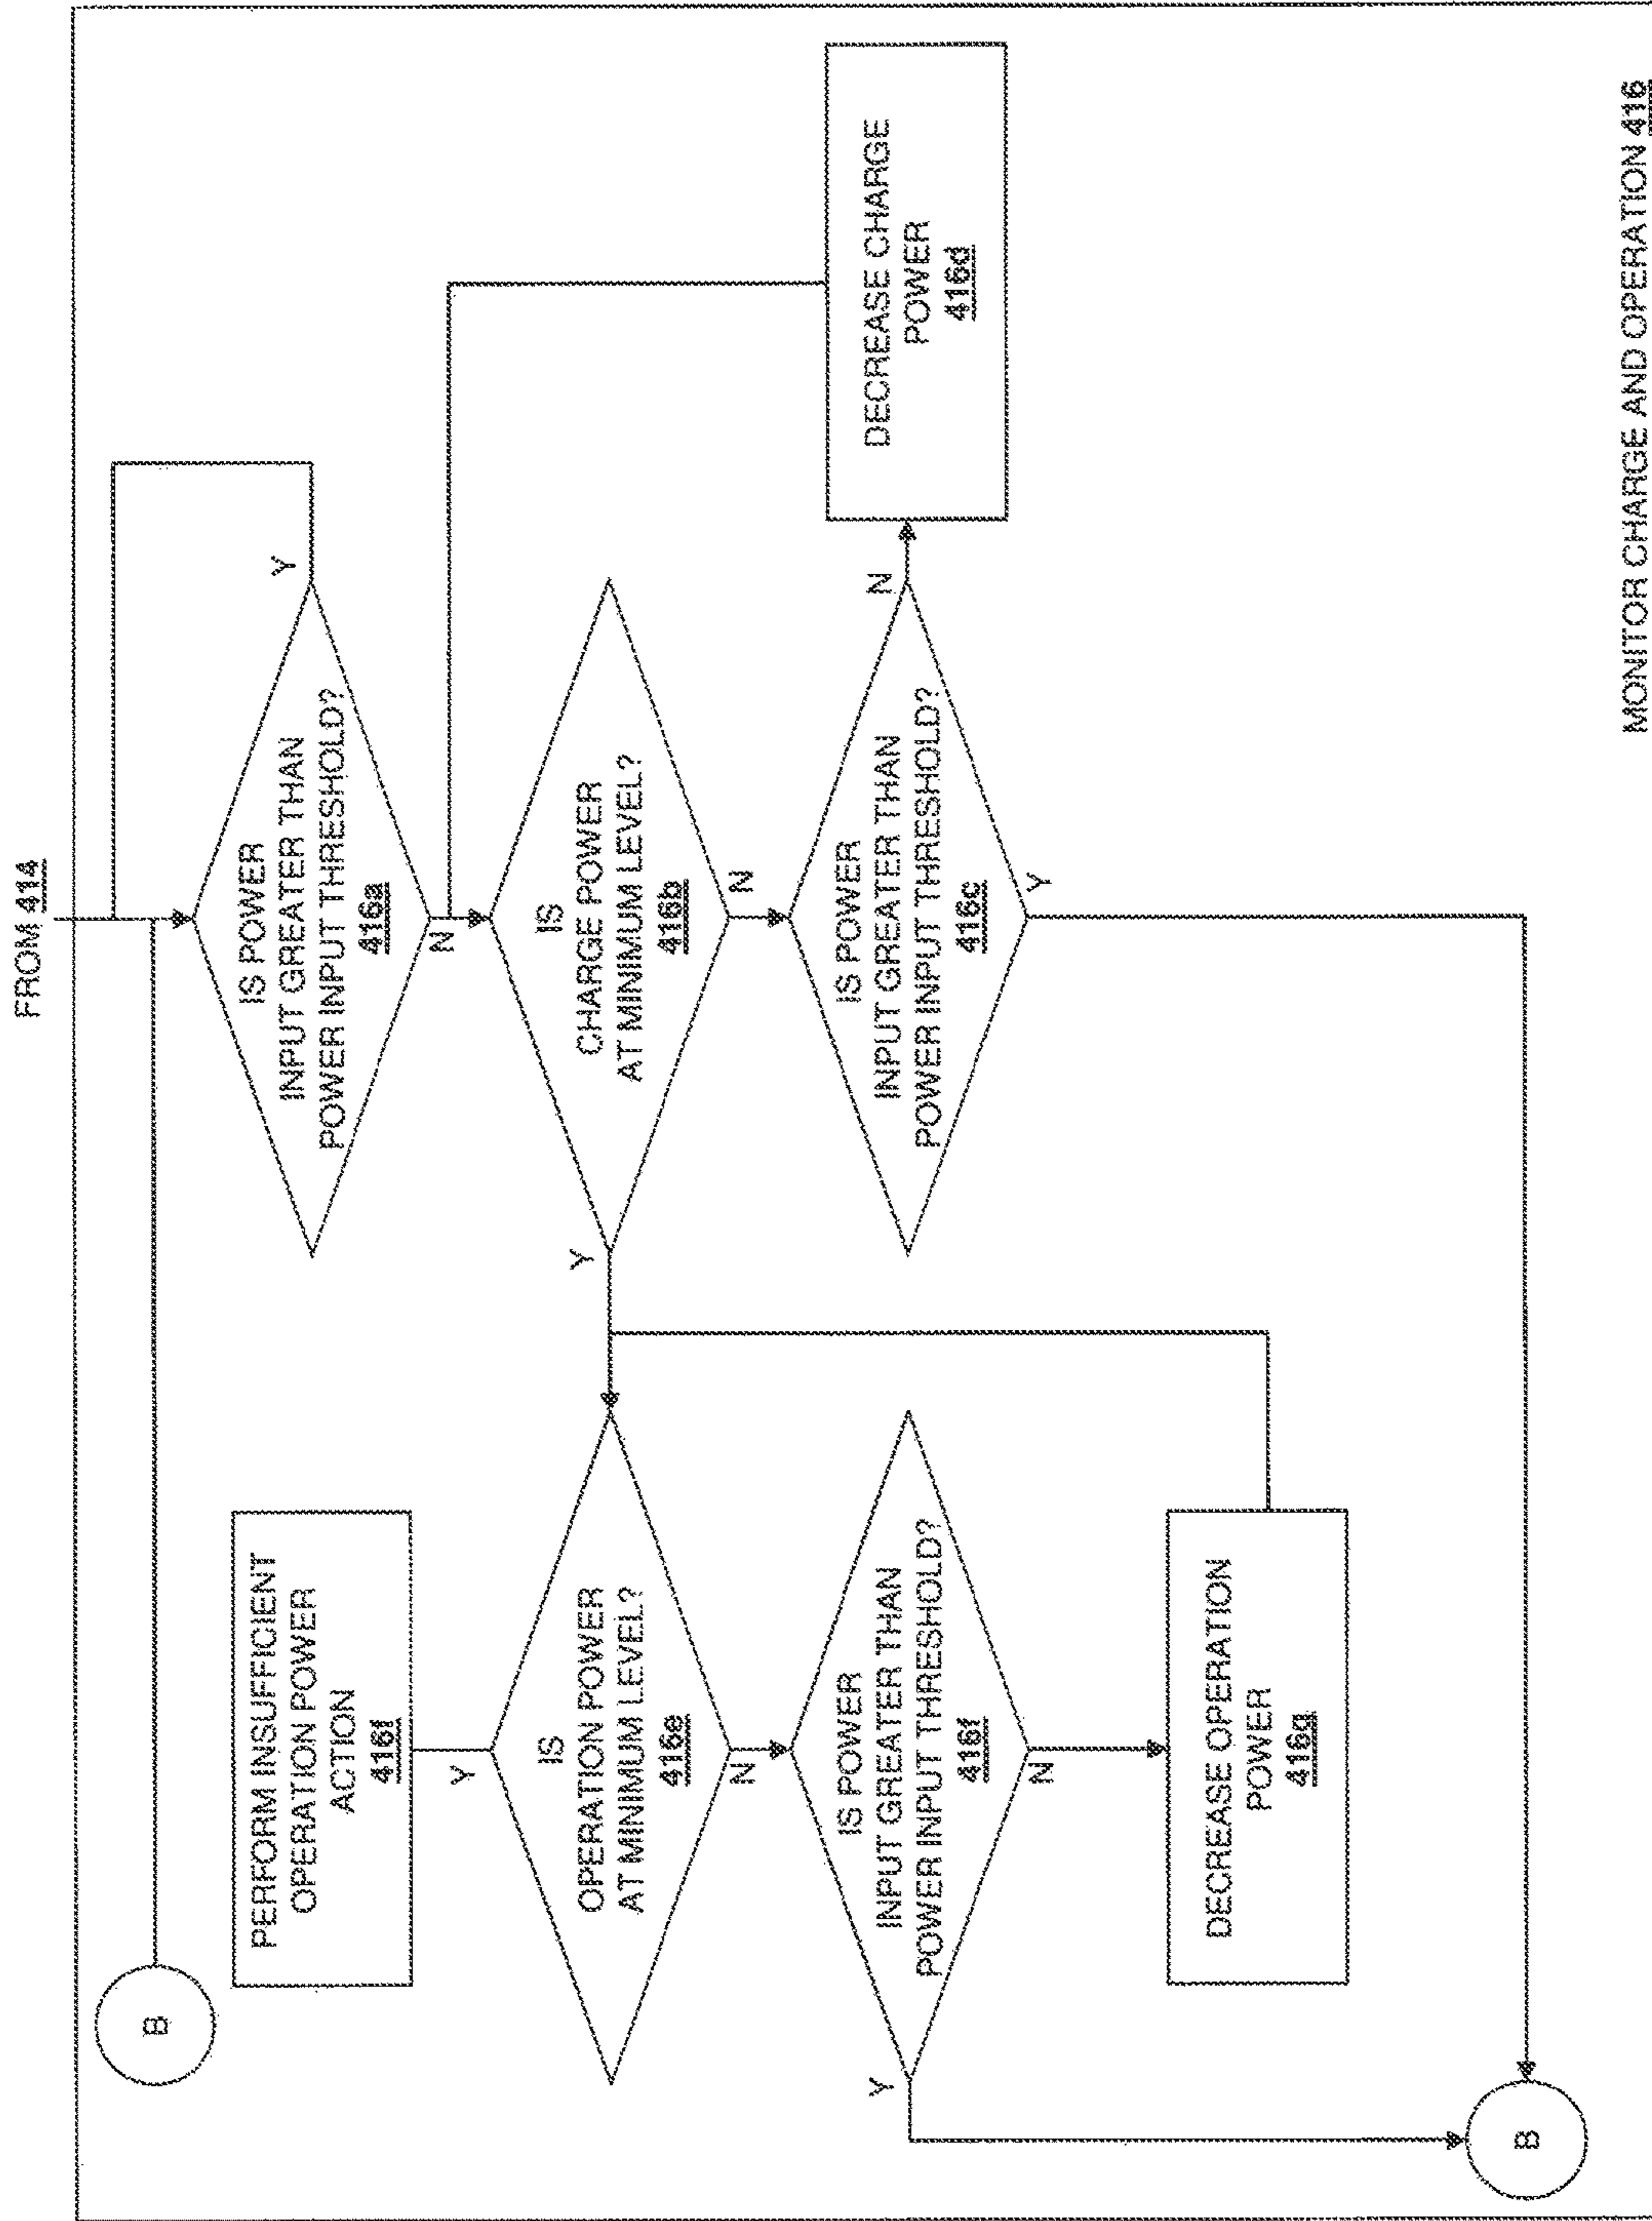 FROM 414
B
IS POWER
INPUT GREATER THAN
POWER INPUT THRESHOLD?
416a
Y
N
PERFORM INSUFFICIENT
OPERATION POWER
ACTION
416f
Y
IS
CHARGE POWER
AT MINIMUM LEVEL?
416b
Y
N
IS
OPERATION POWER
AT MINIMUM LEVEL?
416e
N
IS POWER
INPUT GREATER THAN
POWER INPUT THRESHOLD?
416c
N
Y
DECREASE CHARGE
POWER
416d
IS POWER
INPUT GREATER THAN
POWER INPUT THRESHOLD?
416f
Y
N
DECREASE OPERATION
POWER
416g
B
MONITOR CHARGE AND OPERATION 416